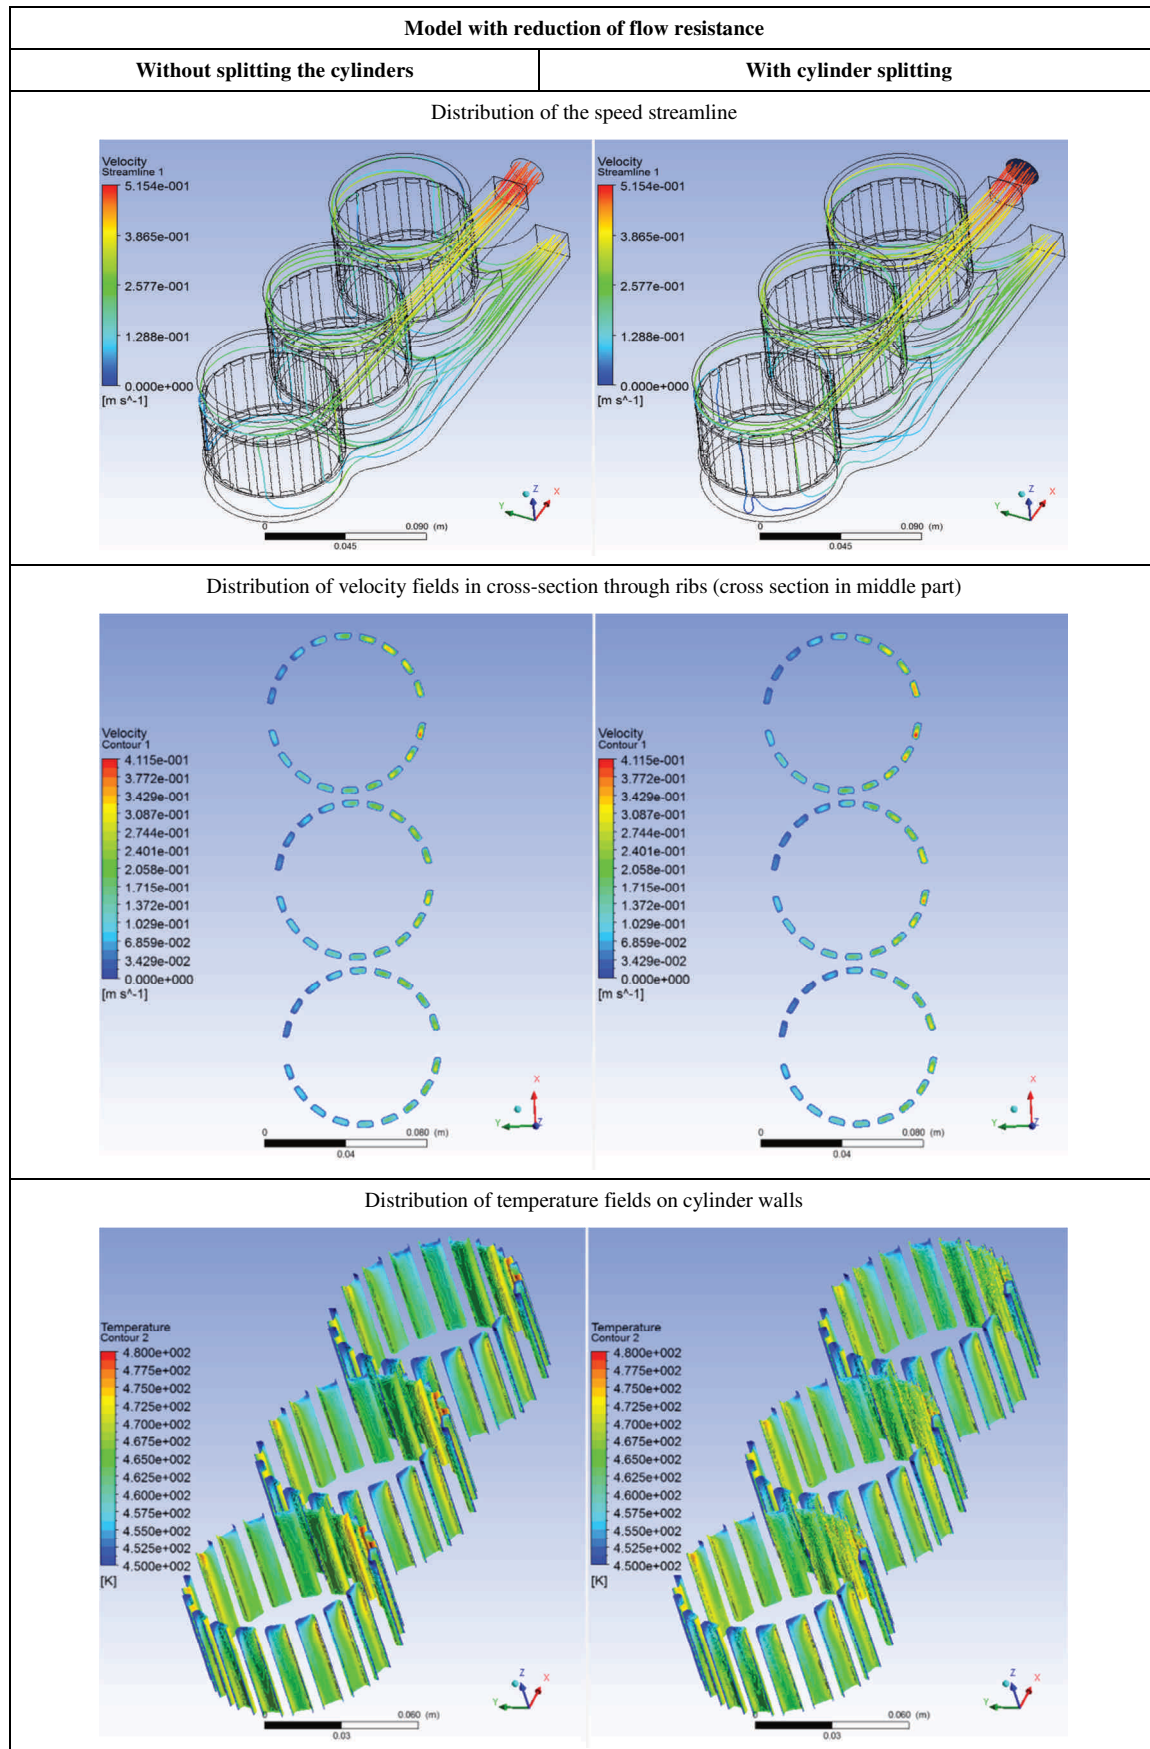 Model with reduction of flow resistance
Without splitting the cylinders
With cylinder splitting
Distribution of the speed streamline
Velocity
Streamline 1
5.154e-001
3.865e-001
2.577e-001
1.288e-001
0.000e+000
[m s^-1]
Z
X
Y
0
0.090 (m)
0.045
Velocity
Streamline 1
5.154e-001
3.865e-001
2.577e-001
1.288e-001
0.000e+000
[m s^-1]
Z
X
Y
0
0.090 (m)
0.045
Distribution of velocity fields in cross-section through ribs (cross section in middle part)
Velocity
Contour 1
4.115e-001
3.772e-001
3.429e-001
3.087e-001
2.744e-001
2.401e-001
2.058e-001
1.715e-001
1.372e-001
1.029e-001
6.859e-002
3.429e-002
0.000e+000
[m s^-1]
X
Y
Z
0
0.080 (m)
0.04
Velocity
Contour 1
4.115e-001
3.772e-001
3.429e-001
3.087e-001
2.744e-001
2.401e-001
2.058e-001
1.715e-001
1.372e-001
1.029e-001
6.859e-002
3.429e-002
0.000e+000
[m s^-1]
X
Y
Z
0
0.080 (m)
0.04
Distribution of temperature fields on cylinder walls
Temperature
Contour 2
4.800e+002
4.775e+002
4.750e+002
4.725e+002
4.700e+002
4.675e+002
4.650e+002
4.625e+002
4.600e+002
4.575e+002
4.550e+002
4.525e+002
4.500e+002
[K]
Z
X
Y
0
0.060 (m)
0.03
Temperature
Contour 2
4.800e+002
4.775e+002
4.750e+002
4.725e+002
4.700e+002
4.675e+002
4.650e+002
4.625e+002
4.600e+002
4.575e+002
4.550e+002
4.525e+002
4.500e+002
[K]
Z
X
Y
0
0.060 (m)
0.03